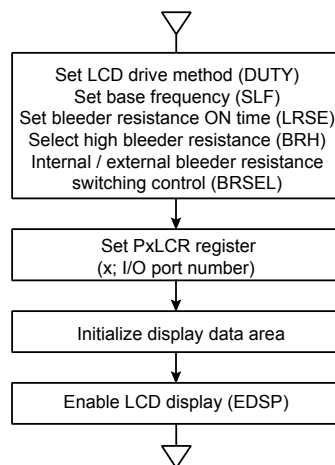 Set LCD drive method (DUTY)
Set base frequency (SLF)
Set bleeder resistance ON time (LRSE)
Select high bleeder resistance (BRH)
Internal / external bleeder resistance
switching control (BRSEL)
Set PxLCR register
(x; I/O port number)
Initialize display data area
Enable LCD display (EDSP)